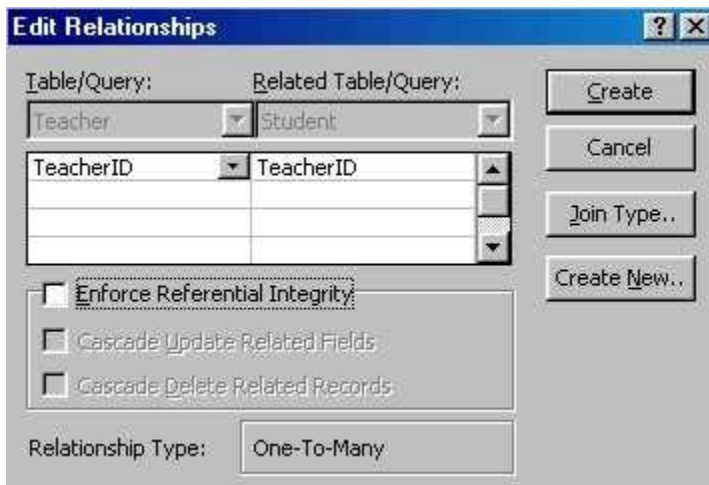 Edit Relationships
Table/Query: Related Table/Query:
Teacher Student
TeacherID TeacherID
Create
Cancel
Join Type..
Create New..
Enforce Referential Integrity
Cascade Update Related Fields
Cascade Delete Related Records
Relationship Type: One-To-Many